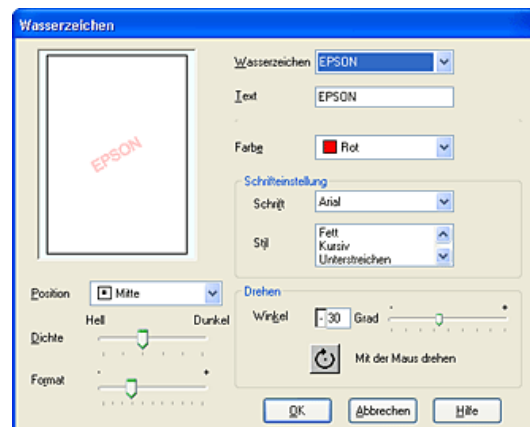 Wasserzeichen
Wasserzeichen EPSON
Text EPSON
EPSON
Farbe Rot
Schrifteinstellung
Schrift Arial
Stil Fett
Kursiv
Unterstreichen
Position Mitte
Hell Dunkel
Dichte
- +
Format
Drehen
Winkel -30 Grad - +
Mit der Maus drehen
OK Abbrechen Hilfe